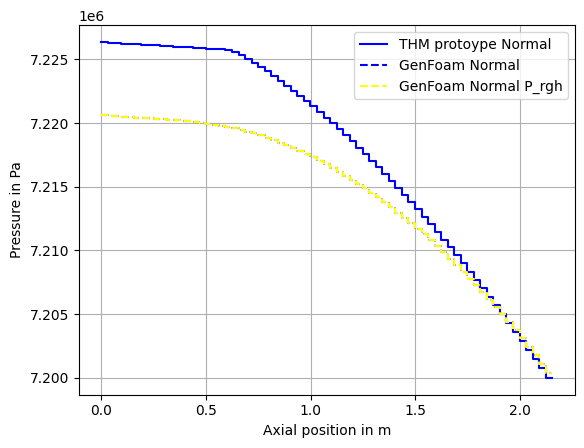 1e6
THM protoype Normal
GenFoam Normal
GenFoam Normal P_rgh
7.225
7.220
7.215
7.210
7.205
7.200
Pressure in Pa
0.0 0.5 1.0 1.5 2.0
Axial position in m